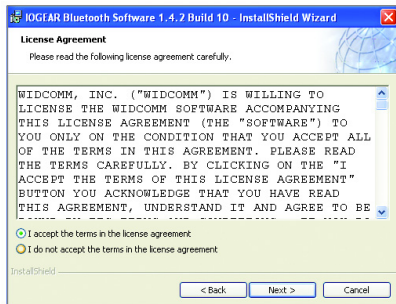 IOGEAR Bluetooth Software 1.4.2 Build 10 - InstallShield Wizard
License Agreement
Please read the following license agreement carefully.
WIDCOMM, INC. ("WIDCOMM") IS WILLING TO
LICENSE THE WIDCOMM SOFTWARE ACCOMPANYING
THIS LICENSE AGREEMENT (THE "SOFTWARE") TO
YOU ONLY ON THE CONDITION THAT YOU ACCEPT ALL
OF THE TERMS IN THIS AGREEMENT. PLEASE READ
THE TERMS CAREFULLY. BY CLICKING ON THE "I
ACCEPT THE TERMS OF THIS LICENSE AGREEMENT"
BUTTON YOU ACKNOWLEDGE THAT YOU HAVE READ
THIS AGREEMENT, UNDERSTAND IT AND AGREE TO BE
I accept the terms in the license agreement
I do not accept the terms in the license agreement
InstallShield
< Back
Next >
Cancel